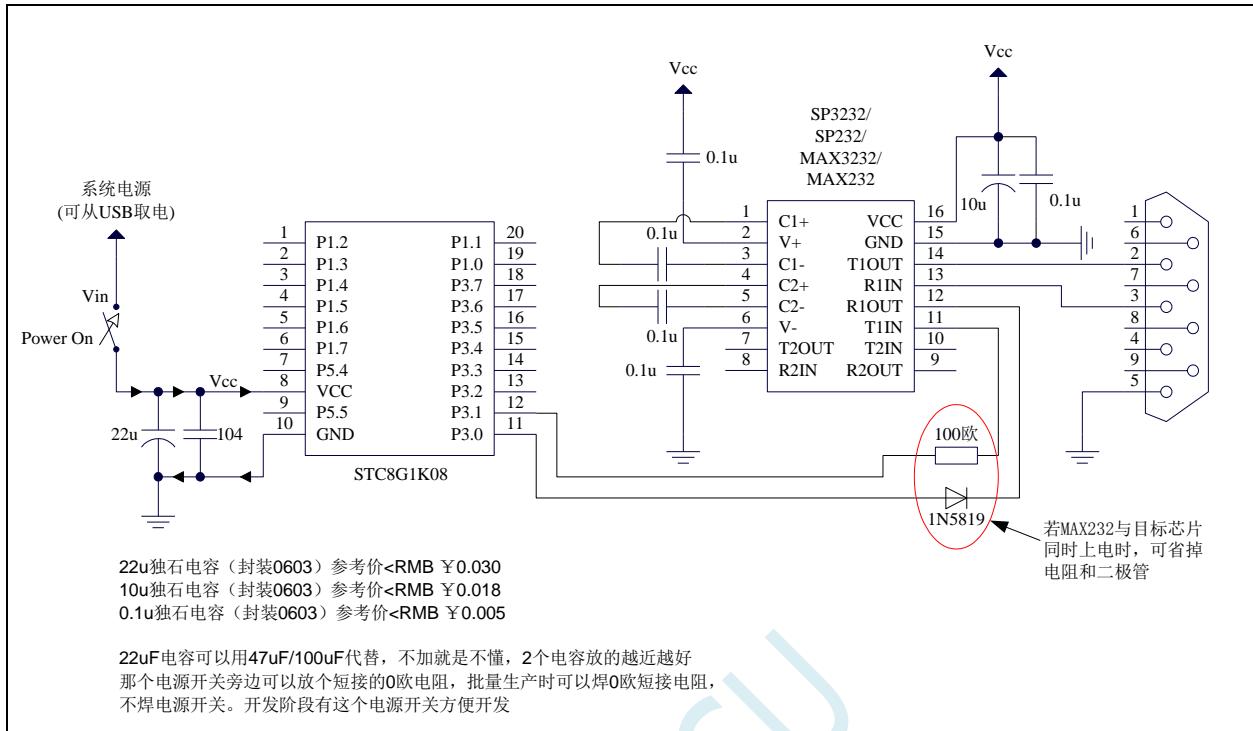 系统电源
(可从USB取电)
Vin
Power On
Vcc
22u
104
1 P1.2 P1.1 20
2 P1.3 P1.0 19
3 P1.4 P3.7 18
4 P1.5 P3.6 17
5 P1.6 P3.5 16
6 P1.7 P3.4 15
7 P5.4 P3.3 14
8 VCC P3.2 13
9 P5.5 P3.1 12
10 GND P3.0 11
STC8G1K08
Vcc
0.1u
0.1u
0.1u
0.1u
SP3232/
SP232/
MAX3232/
MAX232
1 C1+ VCC 16
2 V+ GND 15
3 C1- T1OUT 14
4 C2+ R1IN 13
5 C2- R1OUT 12
6 V- T1IN 11
7 T2OUT T2IN 10
8 R2IN R2OUT 9
Vcc
10u
0.1u
1
6
2
7
3
8
4
9
5
100欧
1N5819
若MAX232与目标芯片
同时上电时，可省掉
电阻和二极管
22u独石电容（封装0603）参考价<RMB ￥0.030
10u独石电容（封装0603）参考价<RMB ￥0.018
0.1u独石电容（封装0603）参考价<RMB ￥0.005
22uF电容可以用47uF/100uF代替，不加就是不懂，2个电容放的越近越好
那个电源开关旁边可以放个短接的0欧电阻，批量生产时可以焊0欧短接电阻，
不焊电源开关。开发阶段有这个电源开关方便开发